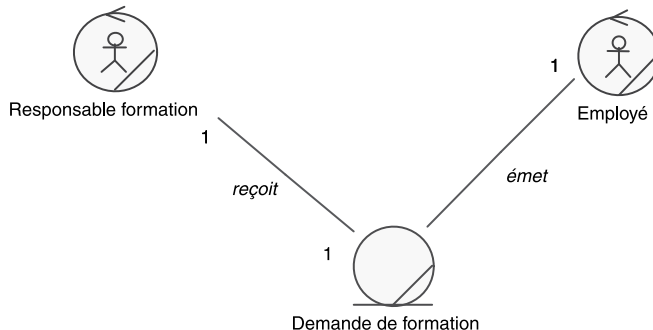 1
Responsable formation
Employé
1
reçoit
émet
1
Demande de formation